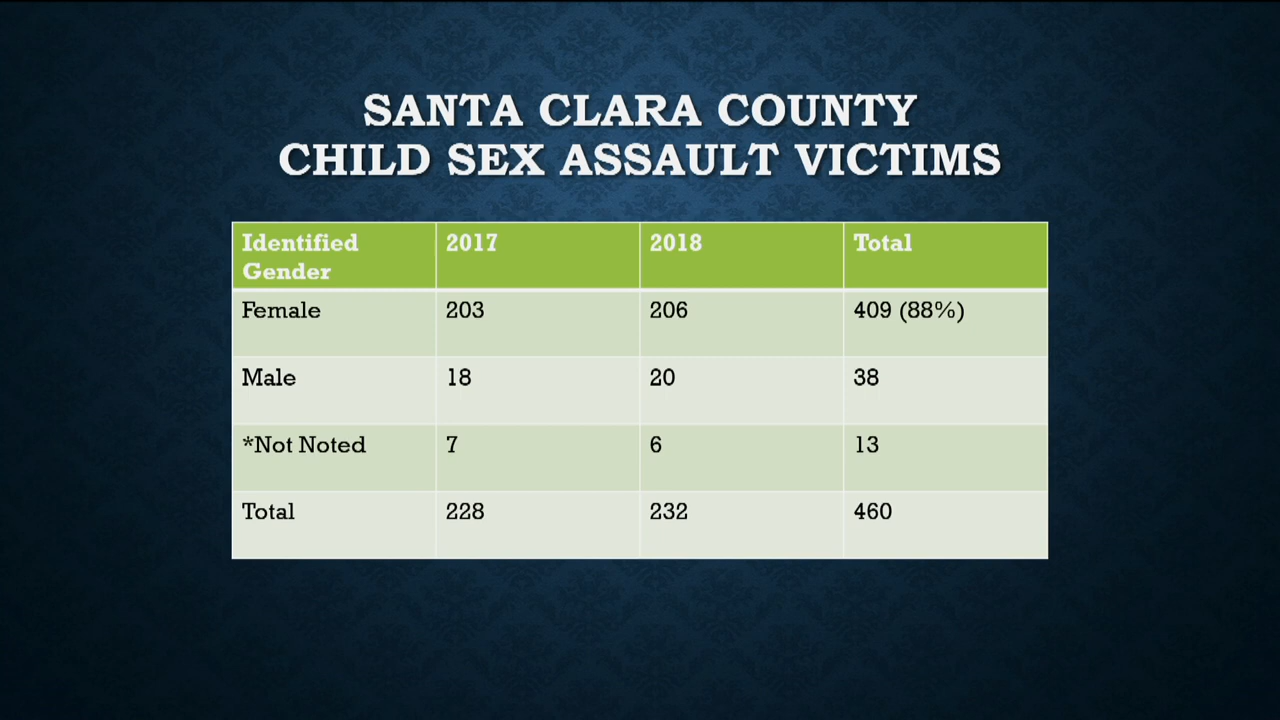 SANTA CLARA COUNTY
CHILD SEX ASSAULT VICTIMS
Identified Gender 2017 2018 Total
Female 203 206 409 (88%)
Male 18 20 38
*Not Noted 7 6 13
Total 228 232 460